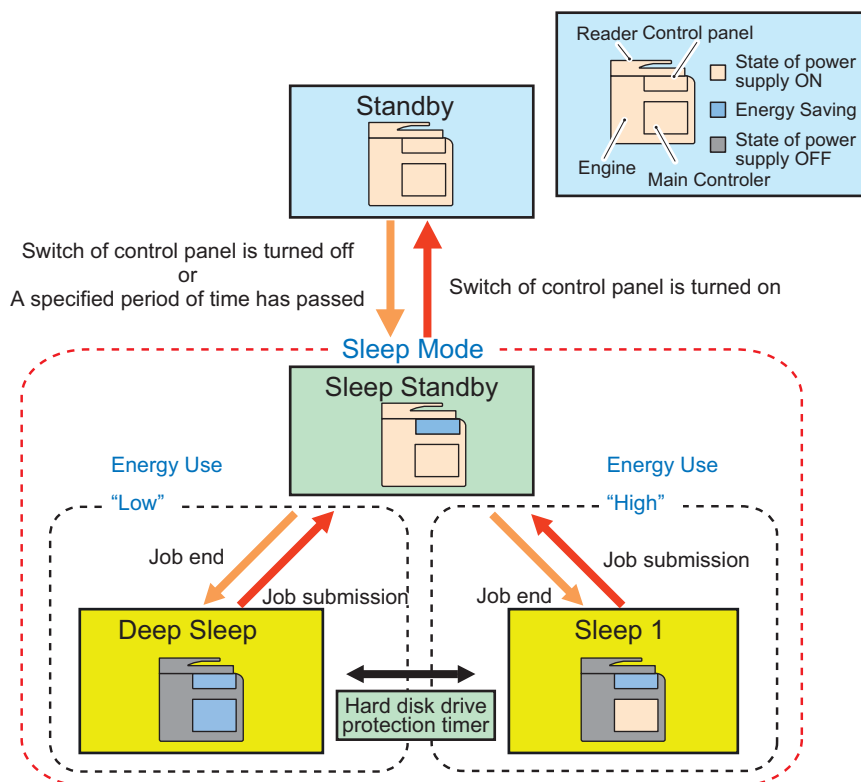 Reader Control panel
State of power
supply ON
Energy Saving
State of power
supply OFF
Engine
Main Controler
Standby
Switch of control panel is turned off
or
A specified period of time has passed
Switch of control panel is turned on
Sleep Mode
Sleep Standby
Energy Use
“Low”
Energy Use
“High”
Job end
Job submission
Job submission
Job end
Deep Sleep
Sleep 1
Hard disk drive
protection timer